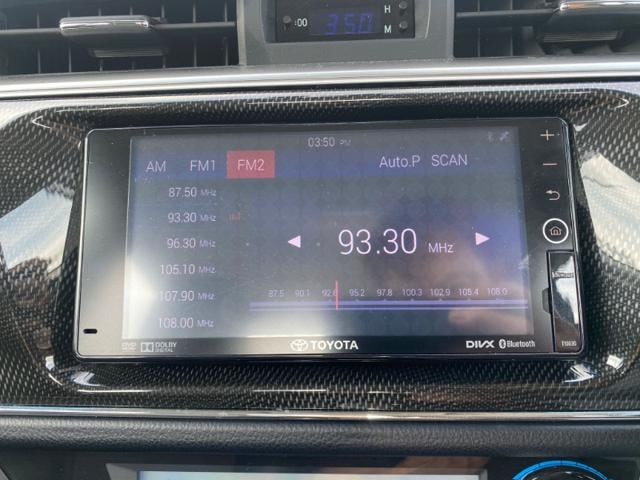 :00 3:50 H
M
03:50 PM
AM FM1 FM2 Auto.P SCAN
87.50 MHz
93.30 MHz
96.30 MHz
105.10 MHz
107.90 MHz
108.00 MHz
93.30 MHz
87.5 90.1 92.6 95.2 97.8 100.3 102.9 105.4 108.0
DVD DOLBY
DIGITAL
TOYOTA
DIVX Bluetooth